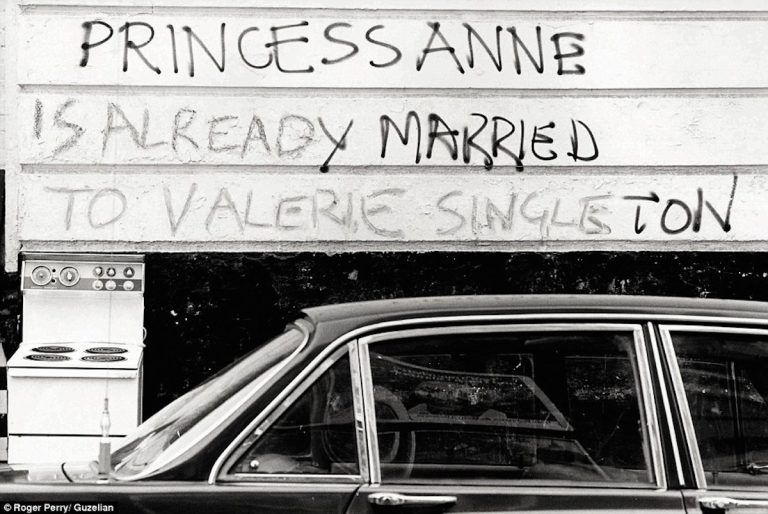 PRINCESS ANNE
IS ALREADY MARRIED
TO VALERIE SINGLETON
© Roger Perry/ Guzelian